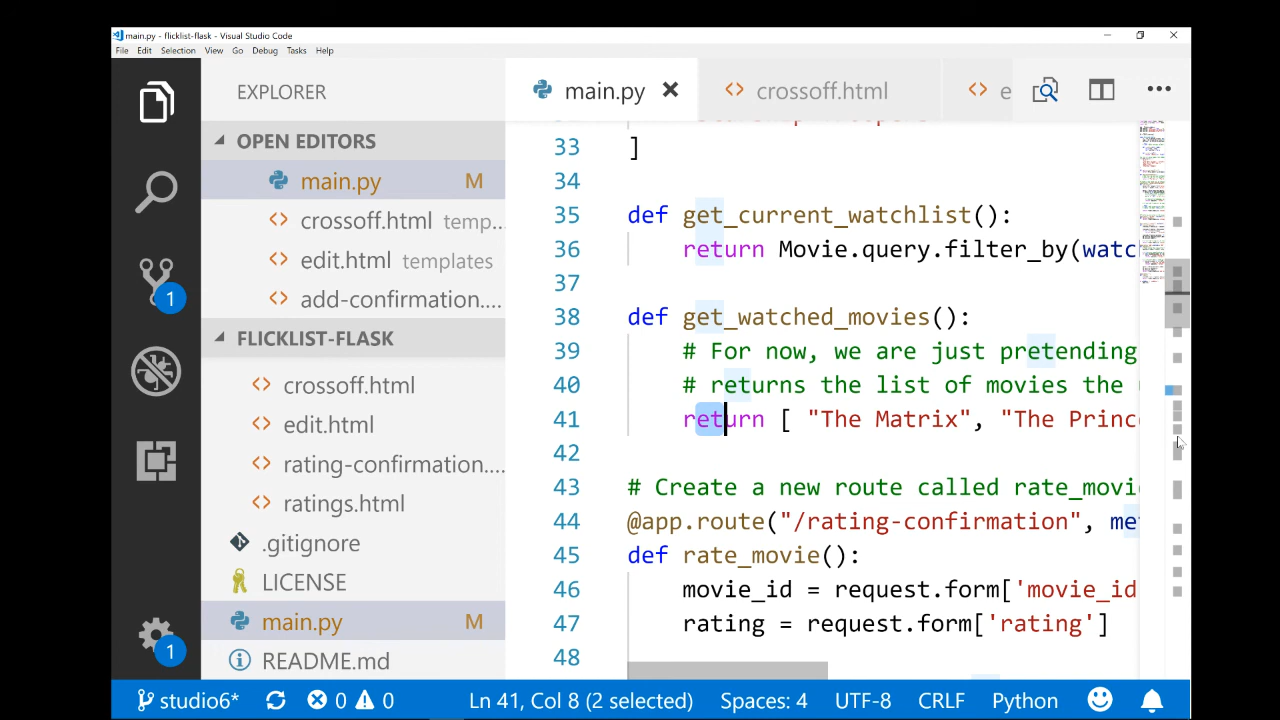 main.py - flicklist-flask - Visual Studio Code
File Edit Selection View Go Debug Tasks Help
EXPLORER
main.py
crossoff.html
e
OPEN EDITORS
main.py M
crossoff.html temp...
edit.html templates
add-confirmation....
FLICKLIST-FLASK
crossoff.html
edit.html
rating-confirmation....
ratings.html
.gitignore
LICENSE
main.py M
README.md
1
1
33 ]
34
35 def get_current_watchlist():
36 return Movie.query.filter_by(watc
37
38 def get_watched_movies():
39 # For now, we are just pretending
40 # returns the list of movies the
41 return [ "The Matrix", "The Princ
42
43 # Create a new route called rate_movi
44 @app.route("/rating-confirmation", me
45 def rate_movie():
46 movie_id = request.form['movie_id
47 rating = request.form['rating']
48
studio6* 0 0 Ln 41, Col 8 (2 selected) Spaces: 4 UTF-8 CRLF Python